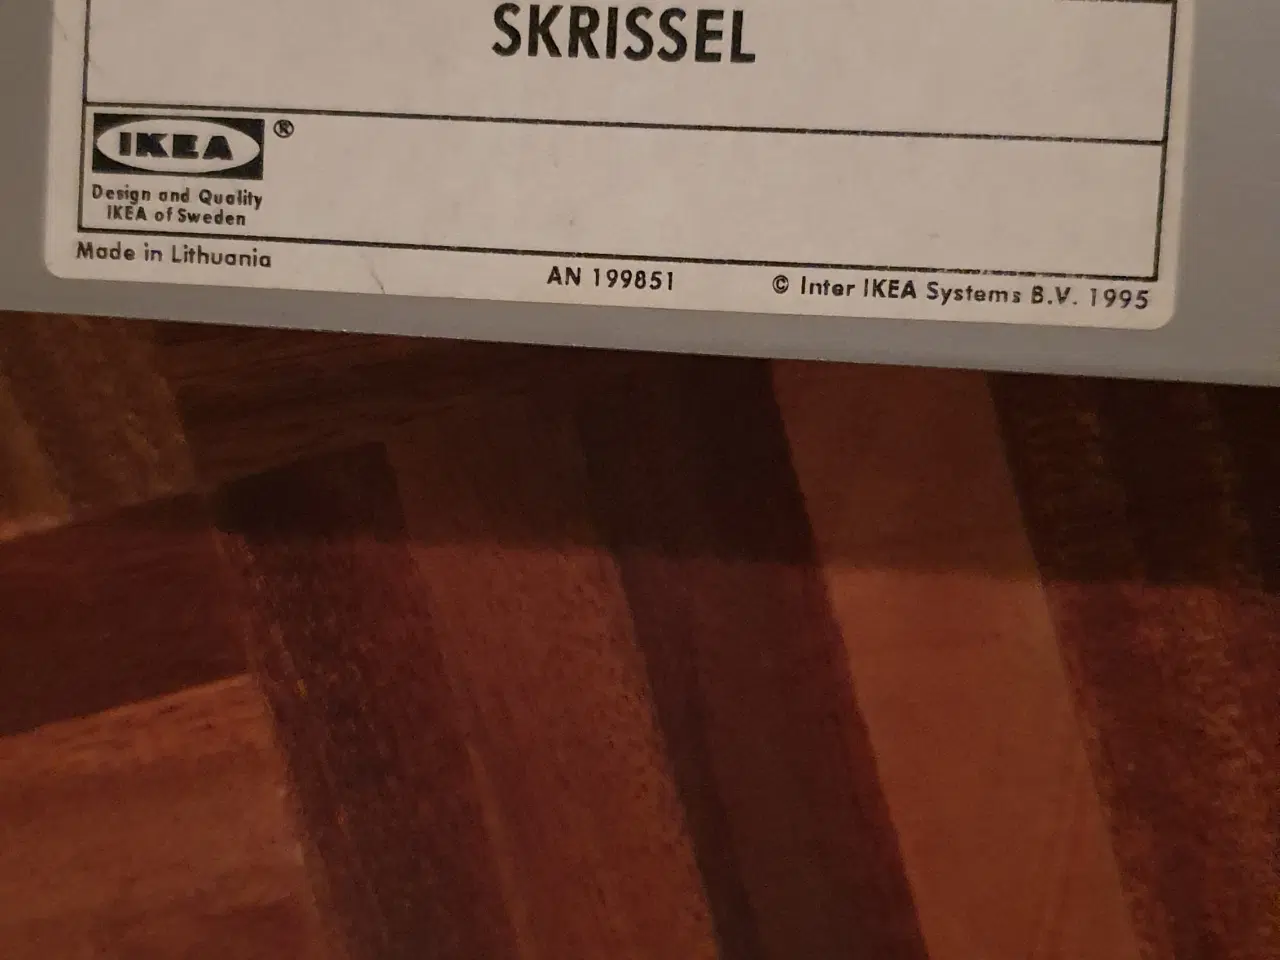 SKRISSEL
IKEA ®
Design and Quality
IKEA of Sweden
Made in Lithuania
AN 199851
© Inter IKEA Systems B.V. 1995